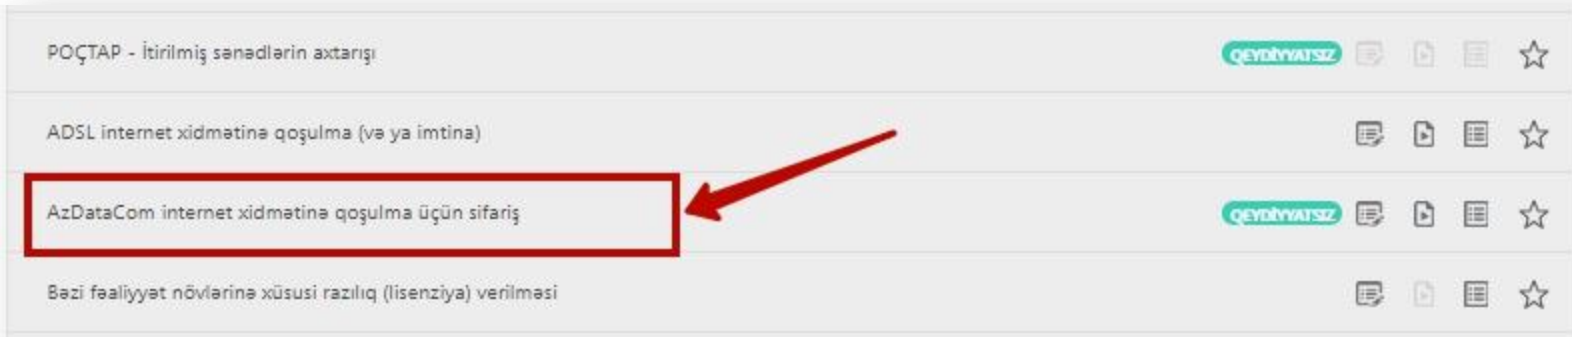 POÇTAP - İtirilmiş sənədlərin axtarışı QEYDİYYATSIZ
ADSL internet xidmətinə qoşulma (və ya imtina)
AzDataCom internet xidmətinə qoşulma üçün sifariş QEYDİYYATSIZ
Bəzi fəaliyyət növlərinə xüsusi razılıq (lisenziya) verilməsi